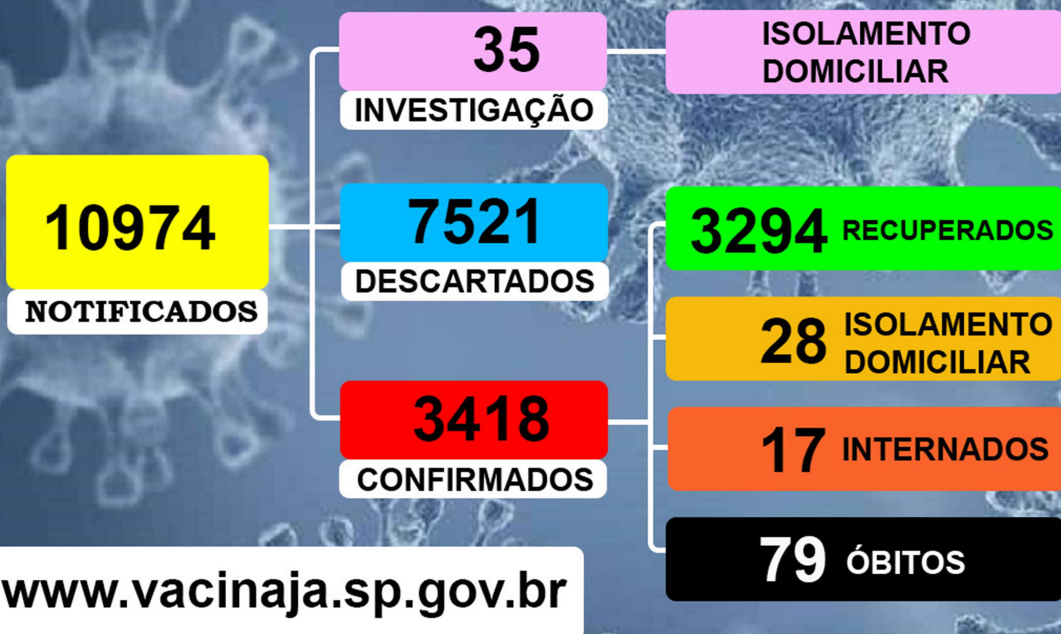 10974
NOTIFICADOS
35
INVESTIGAÇÃO
ISOLAMENTO
DOMICILIAR
7521
DESCARTADOS
3418
CONFIRMADOS
3294 RECUPERADOS
28 ISOLAMENTO
DOMICILIAR
17 INTERNADOS
79 ÓBITOS
www.vacinaja.sp.gov.br